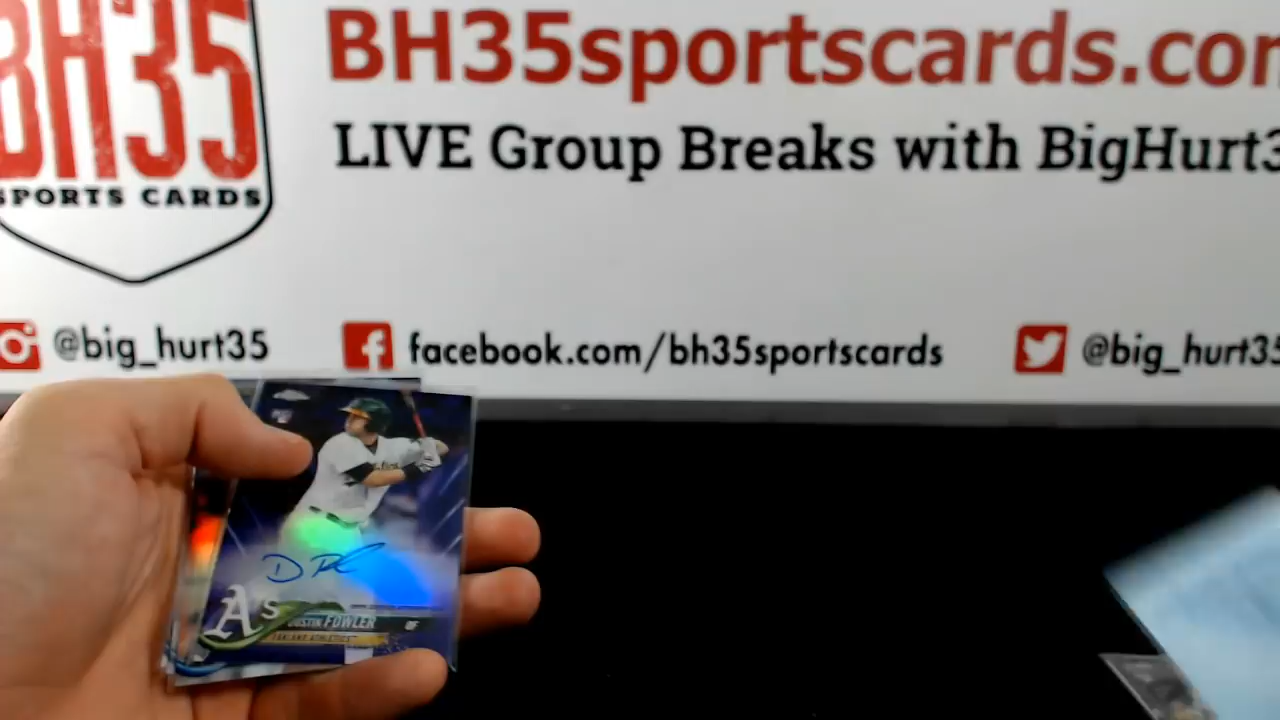 BH35
SPORTS CARDS
BH35sportscards.com
LIVE Group Breaks with BigHurt3
@big_hurt35
facebook.com/bh35sportscards
@big_hurt35
A's
DUSTIN FOWLER
OF
OAKLAND ATHLETICS